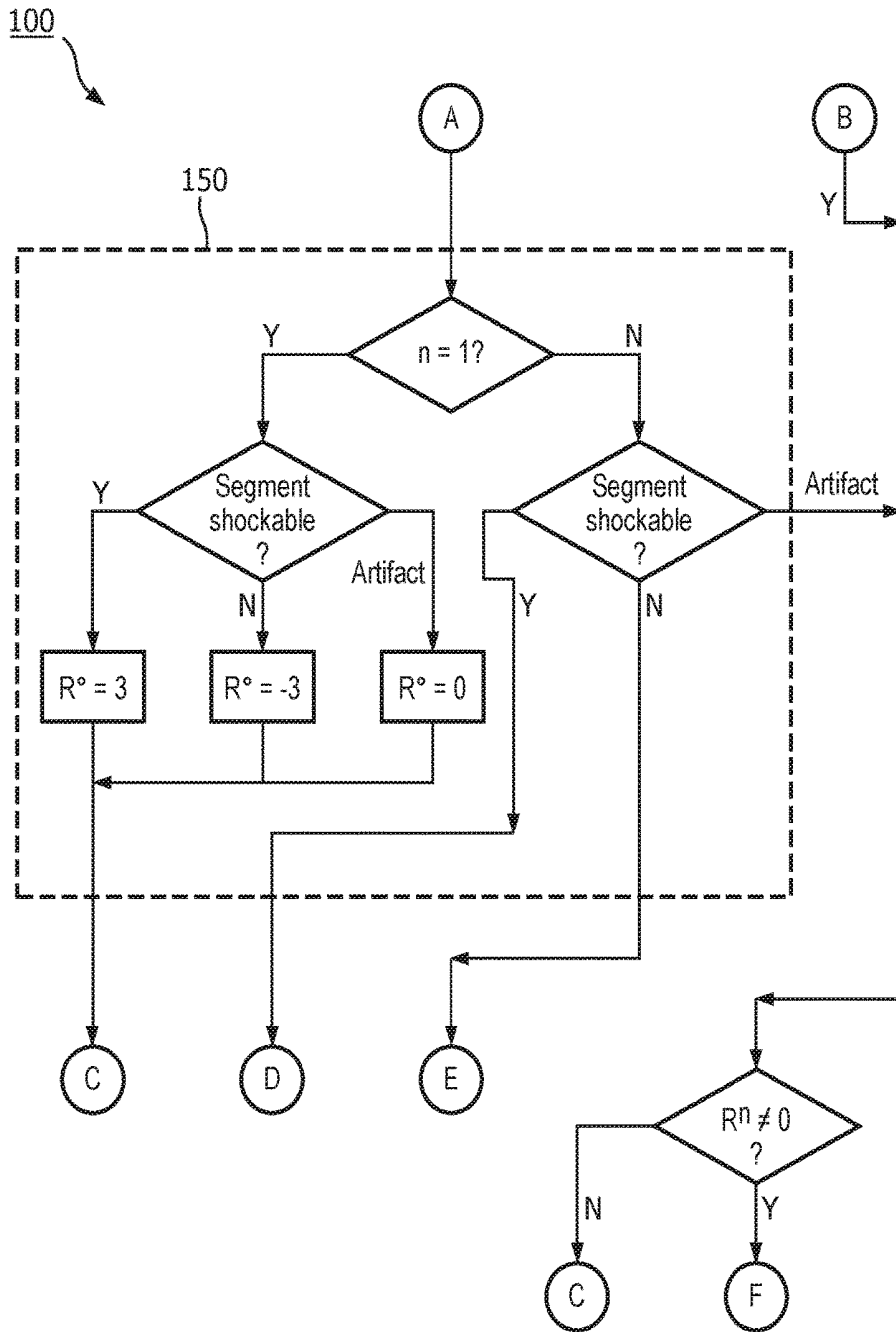 100
A
B
150
Y
n = 1?
Y
N
Segment
shockable
?
Y
N
Artifact
Segment
shockable
?
Artifact
Y
N
R° = 3
R° = -3
R° = 0
C
D
E
Rⁿ ≠ 0
?
N
Y
C
F